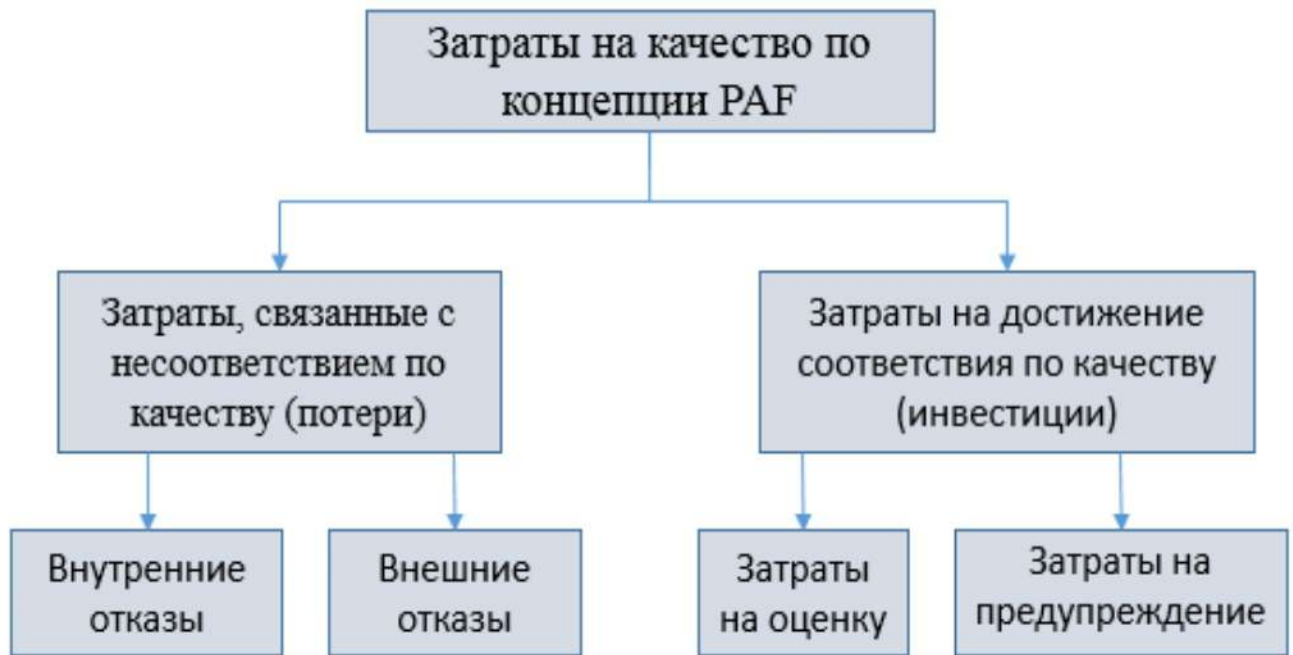 Затраты на качество по
концепции PAF
Затраты, связанные с
несоответствием по
качеству (потери)
Затраты на достижение
соответствия по качеству
(инвестиции)
Внутренние
отказы
Внешние
отказы
Затраты
на оценку
Затраты на
предупреждение